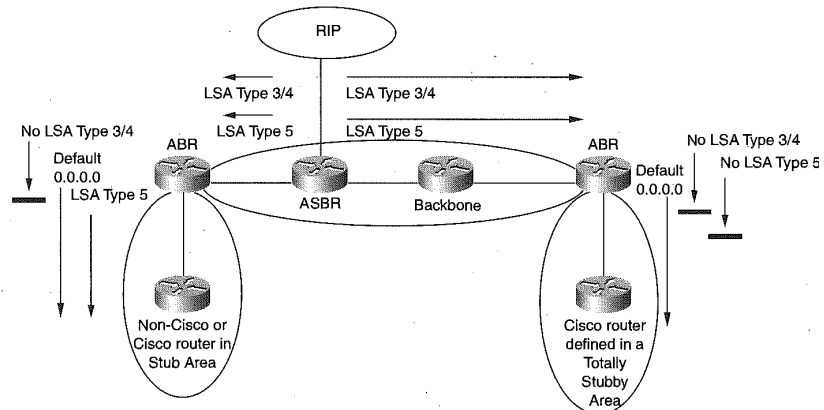 RIP
LSA Type 3/4
LSA Type 3/4
LSA Type 5
LSA Type 5
No LSA Type 3/4
ABR
Default
0.0.0.0
LSA Type 5
ASBR
Backbone
ABR
Default
0.0.0.0
No LSA Type 3/4
No LSA Type 5
Non-Cisco or
Cisco router in
Stub Area
Cisco router
defined in a
Totally
Stubby
Area